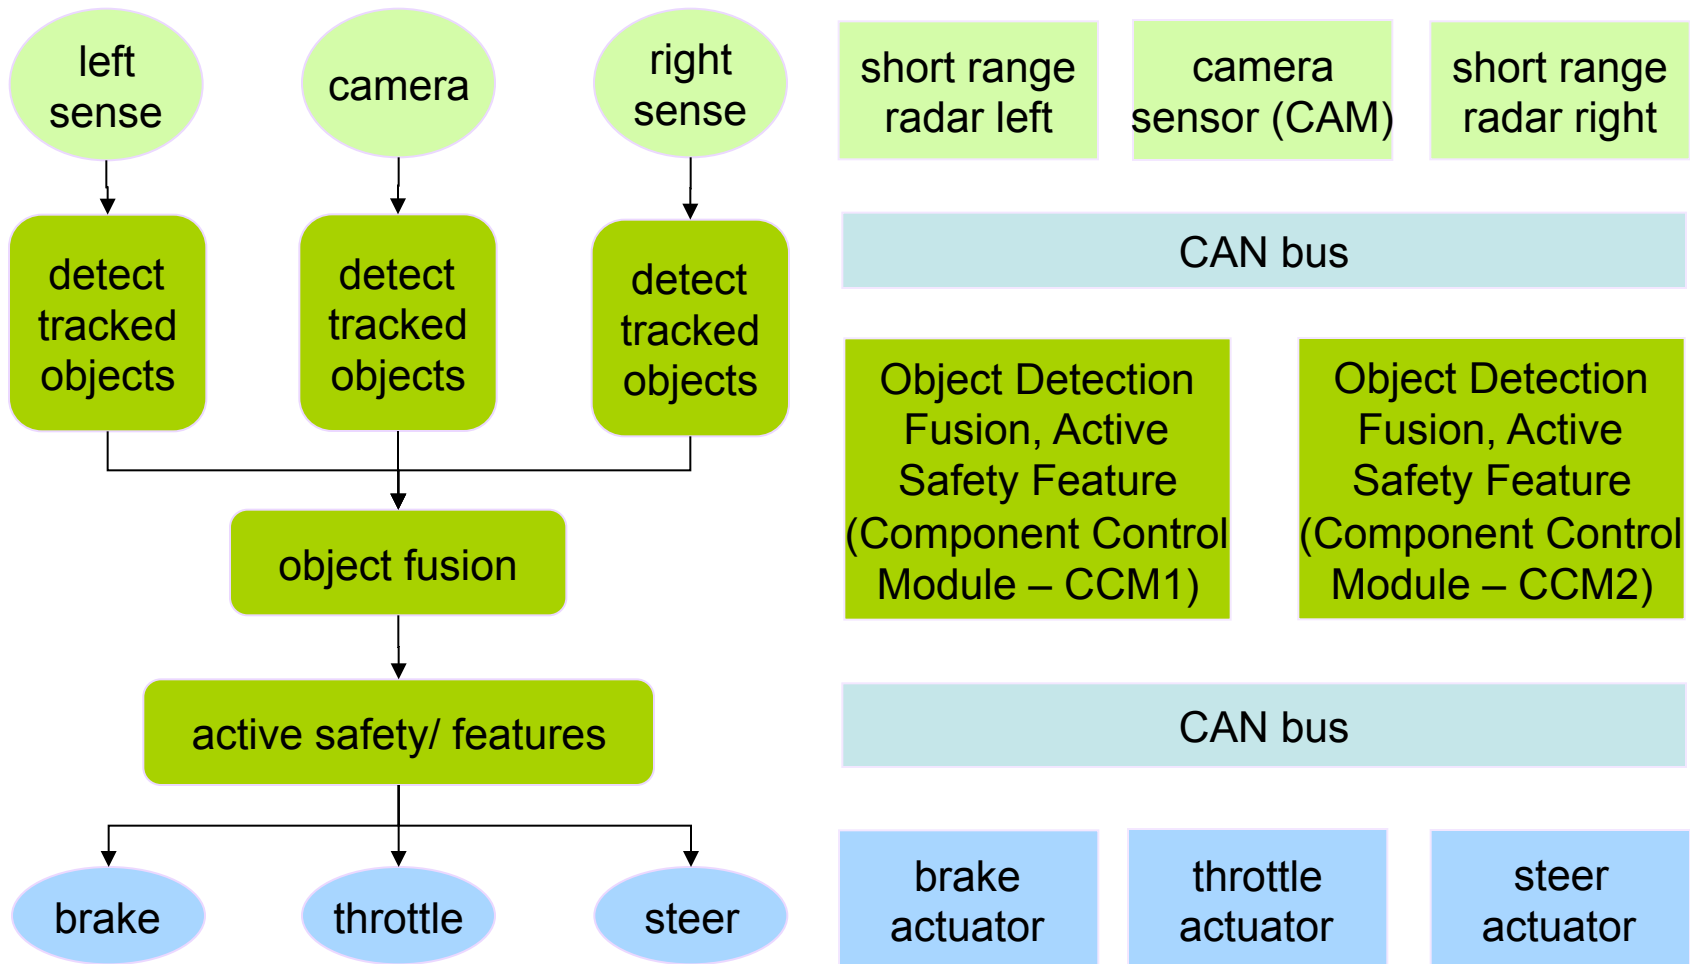 left
sense
camera
right
sense
detect
tracked
objects
detect
tracked
objects
detect
tracked
objects
object fusion
active safety/ features
brake
throttle
steer
short range
radar left
camera
sensor (CAM)
short range
radar right
CAN bus
Object Detection
Fusion, Active
Safety Feature
(Component Control
Module – CCM1)
Object Detection
Fusion, Active
Safety Feature
(Component Control
Module – CCM2)
CAN bus
brake
actuator
throttle
actuator
steer
actuator